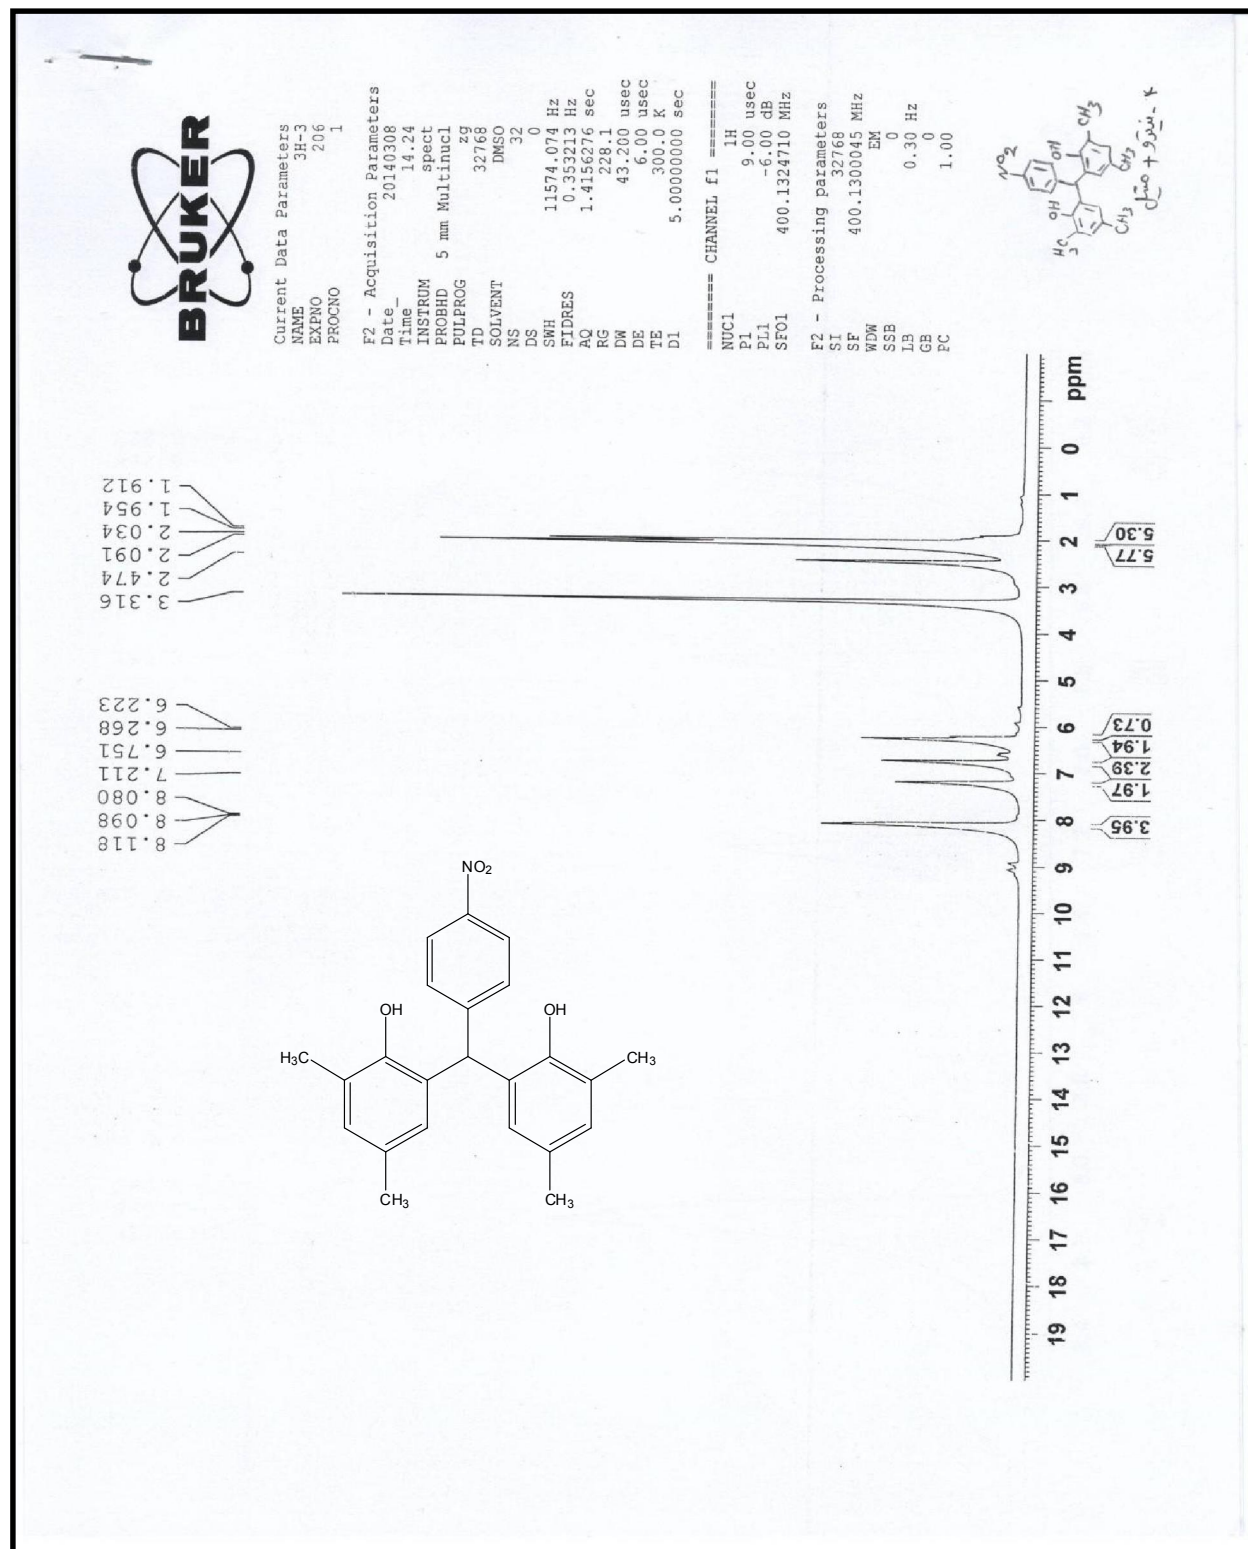 BRUKER
Current Data Parameters
NAME 3H-3
EXPNO 206
PROCNO 1
F2 - Acquisition Parameters
Date_ 20140308
Time_ 14.24
INSTRUM spect
PROBHD 5 mm Multinucl
PULPROG zg
TD 32768
SOLVENT DMSO
NS 32
DS 0
SWH 11574.074 Hz
FIDRES 0.353213 Hz
AQ 1.4156276 sec
RG 228.1
DW 43.200 usec
DE 6.00 usec
TE 300.0 K
D1 5.00000000 sec
======== CHANNEL f1 ========
NUC1 1H
P1 9.00 usec
PL1 -6.00 dB
SFO1 400.1324710 MHz
F2 - Processing parameters
SI 32768
SF 400.1300045 MHz
WDW EM
SSB 0
LB 0.30 Hz
GB 0
PC 1.00
NO2
OH
OH
H3C
CH3
CH3
CH3
8.118
8.098
8.080
7.211
6.751
6.268
6.223
3.316
2.474
2.091
2.034
1.954
1.912
NO2
OH
OH
H3C
CH3
CH3
CH3
19 18 17 16 15 14 13 12 11 10 9 8 7 6 5 4 3 2 1 0 ppm
3.95
1.97
2.39
1.94
0.73
5.77
5.30